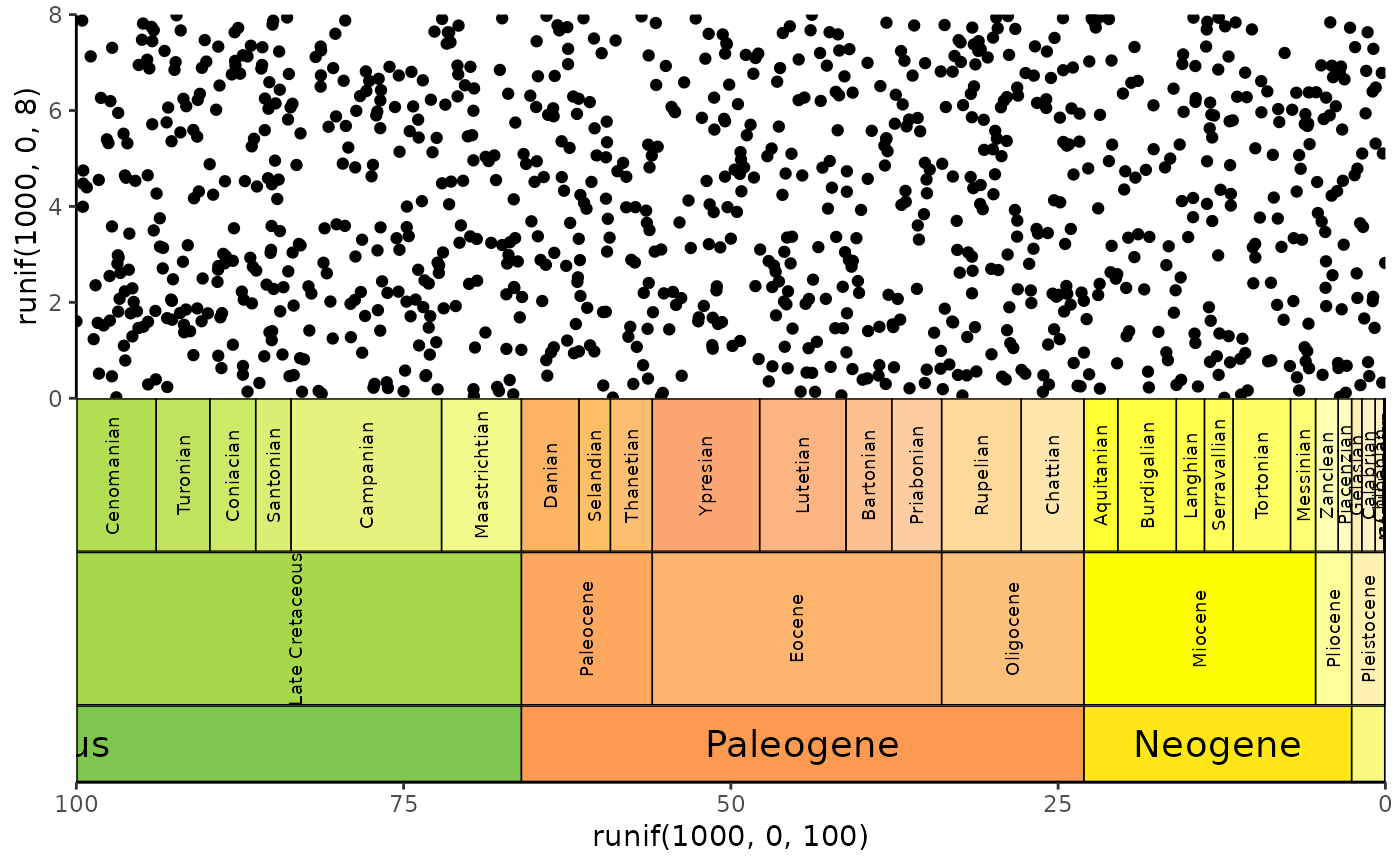 8
6
4
2
0
runif(1000, 0, 8)
Cenomanian
Turonian
Coniacian
Santonian
Campanian
Maastrichtian
Danian
Selandian
Thanetian
Ypresian
Lutetian
Bartonian
Priabonian
Rupelian
Chattian
Aquitanian
Burdigalian
Langhian
Serravallian
Tortonian
Messinian
Zanclean
Piacenzian
Gelasian
Calabrian
Late Cretaceous
Paleocene
Eocene
Oligocene
Miocene
Pliocene
Pleistocene
us
Paleogene
Neogene
100
75
50
25
0
runif(1000, 0, 100)